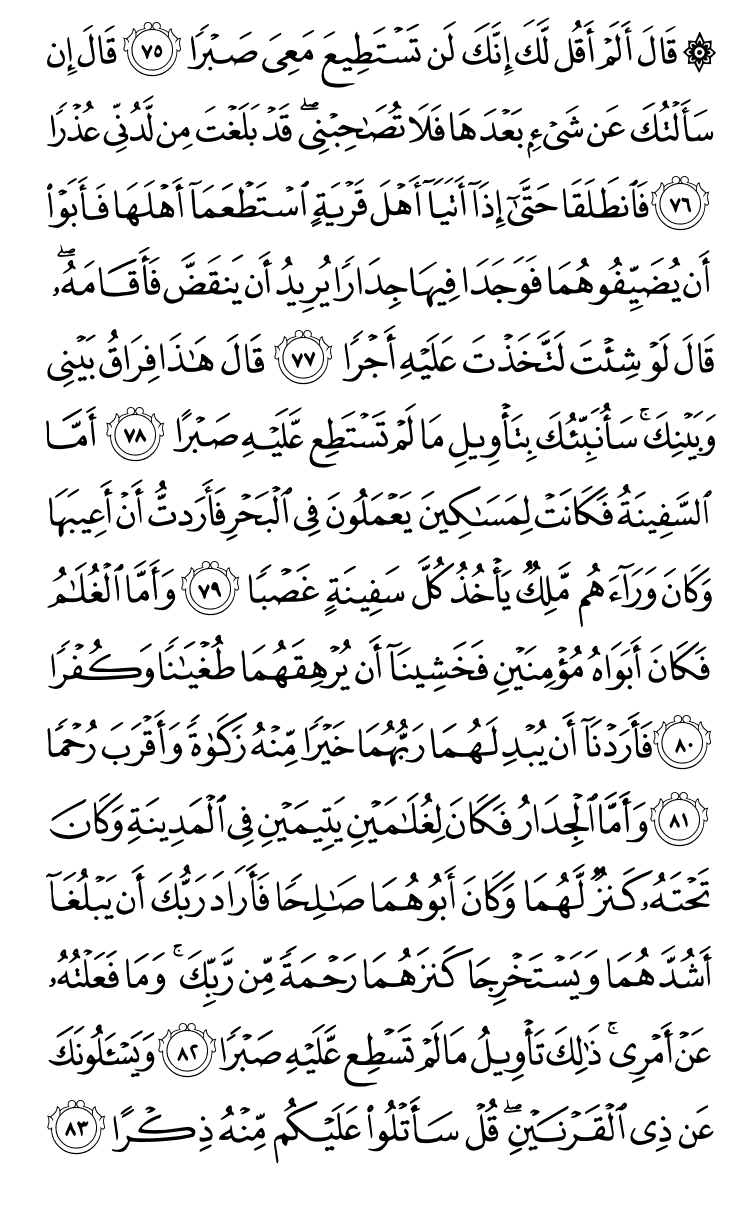 ۞ قَالَ أَلَمْ أَقُل لَّكَ إِنَّكَ لَن تَسْتَطِيعَ مَعِىَ صَبْرًا ٧٥ قَالَ إِن
سَأَلْتُكَ عَن شَىْءٍۭ بَعْدَهَا فَلَا تُصَـٰحِبْنِى ۖ قَدْ بَلَغْتَ مِن لَّدُنِّى عُذْرًا
٧٦ فَٱنطَلَقَا حَتَّىٰٓ إِذَآ أَتَيَآ أَهْلَ قَرْيَةٍ ٱسْتَطْعَمَآ أَهْلَهَا فَأَبَوْا۟
أَن يُضَيِّفُوهُمَا فَوَجَدَا فِيهَا جِدَارًا يُرِيدُ أَن يَنقَضَّ فَأَقَامَهُۥ ۖ
قَالَ لَوْ شِئْتَ لَتَّخَذْتَ عَلَيْهِ أَجْرًا ٧٧ قَالَ هَـٰذَا فِرَاقُ بَيْنِى
وَبَيْنِكَ ۚ سَأُنَبِّئُكَ بِتَأْوِيلِ مَا لَمْ تَسْتَطِع عَّلَيْهِ صَبْرًا ٧٨ أَمَّا
ٱلسَّفِينَةُ فَكَانَتْ لِمَسَـٰكِينَ يَعْمَلُونَ فِى ٱلْبَحْرِ فَأَرَدتُّ أَنْ أَعِيبَهَا
وَكَانَ وَرَآءَهُم مَّلِكٌ يَأْخُذُ كُلَّ سَفِينَةٍ غَصْبًا ٧٩ وَأَمَّا ٱلْغُلَـٰمُ
فَكَانَ أَبَوَاهُ مُؤْمِنَيْنِ فَخَشِينَآ أَن يُرْهِقَهُمَا طُغْيَـٰنًا وَكُفْرًا
٨٠ فَأَرَدْنَآ أَن يُبْدِلَهُمَا رَبُّهُمَا خَيْرًا مِّنْهُ زَكَوٰةً وَأَقْرَبَ رُحْمًا
٨١ وَأَمَّا ٱلْجِدَارُ فَكَانَ لِغُلَـٰمَيْنِ يَتِيمَيْنِ فِى ٱلْمَدِينَةِ وَكَانَ
تَحْتَهُۥ كَنزٌ لَّهُمَا وَكَانَ أَبُوهُمَا صَـٰلِحًا فَأَرَادَ رَبُّكَ أَن يَبْلُغَآ
أَشُدَّهُمَا وَيَسْتَخْرِجَا كَنزَهُمَا رَحْمَةً مِّن رَّبِّكَ ۚ وَمَا فَعَلْتُهُۥ
عَنْ أَمْرِى ۚ ذَٰلِكَ تَأْوِيلُ مَا لَمْ تَسْطِع عَّلَيْهِ صَبْرًا ٨٢ وَيَسْـَٔلُونَكَ
عَن ذِى ٱلْقَرْنَيْنِ ۖ قُلْ سَأَتْلُوا۟ عَلَيْكُم مِّنْهُ ذِكْرًا ٨٣